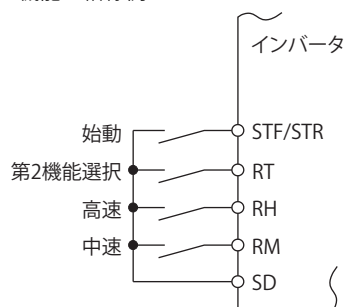 インバータ
始動 STF/STR
第2機能選択 RT
高速 RH
中速 RM
SD